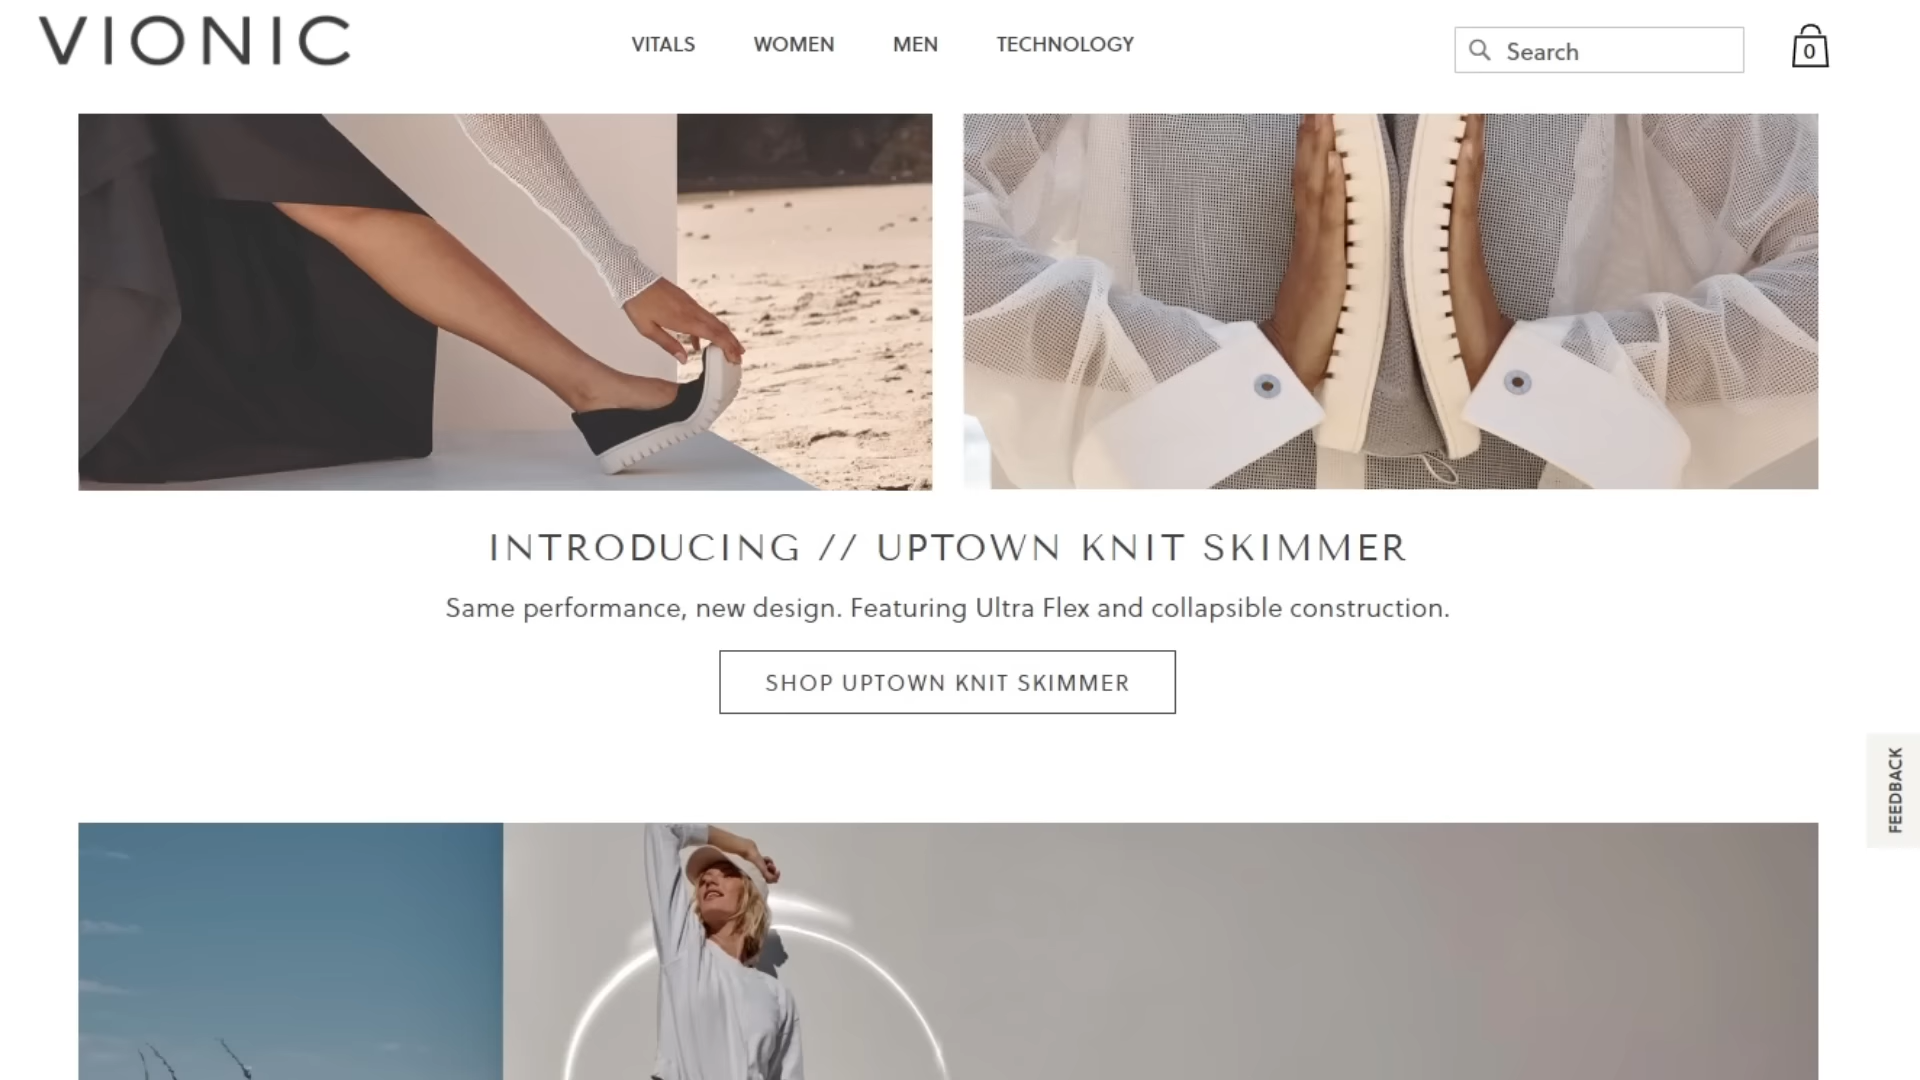 VIONIC
VITALS WOMEN MEN TECHNOLOGY
Search
0
INTRODUCING // UPTOWN KNIT SKIMMER
Same performance, new design. Featuring Ultra Flex and collapsible construction.
SHOP UPTOWN KNIT SKIMMER
FEEDBACK